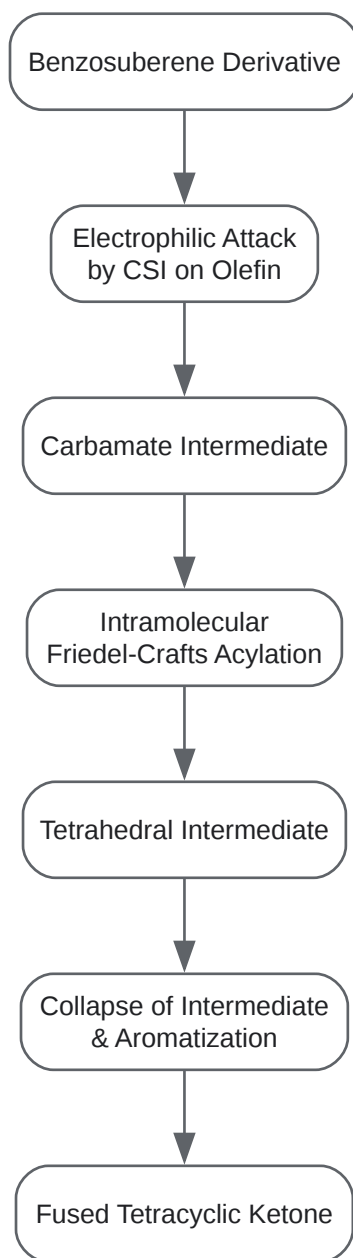 Benzosuberene Derivative
Electrophilic Attack
by CSI on Olefin
Carbamate Intermediate
Intramolecular
Friedel-Crafts Acylation
Tetrahedral Intermediate
Collapse of Intermediate
& Aromatization
Fused Tetracyclic Ketone